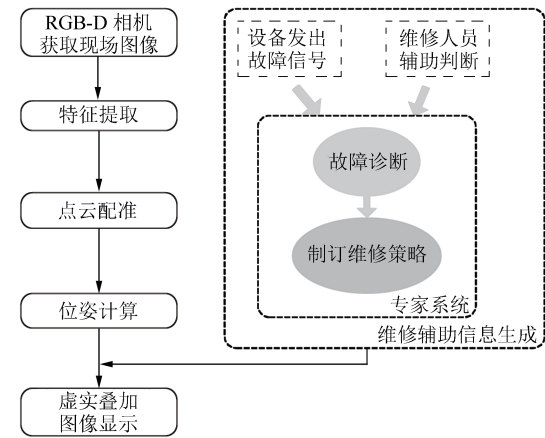 RGB-D 相机
获取现场图像
特征提取
点云配准
位姿计算
虚实叠加
图像显示
设备发出
故障信号
维修人员
辅助判断
故障诊断
制订维修策略
专家系统
维修辅助信息生成